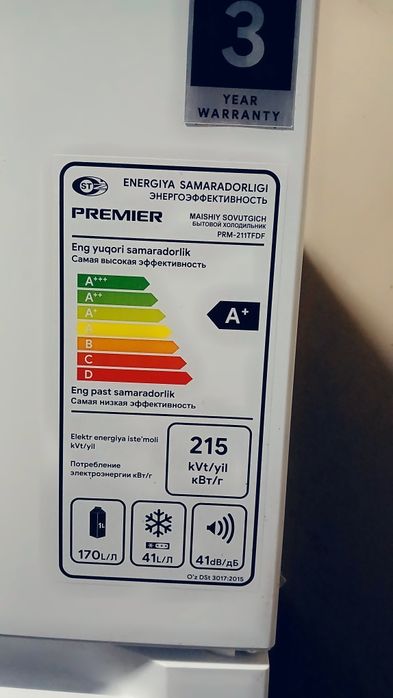 3
YEAR
WARRANTY
ST
ENERGIYA SAMARADORLIGI
ЭНЕРГОЭФФЕКТИВНОСТЬ
PREMIER
MAISHIY SOVUTGICH
БЫТОВОЙ ХОЛОДИЛЬНИК
PRM-211TFDF
Eng yuqori samaradorlik
Самая высокая эффективность
A+++
A++
A+
A
B
C
D
A+
Eng past samaradorlik
Самая низкая эффективность
Elektr energiya iste'moli
kVt/yil
Потребление
электроэнергии кВт/г
215
kVt/yil
кВт/г
1L
170L/Л
41L/Л
41dB/дБ
O'z DSt 3017:2015